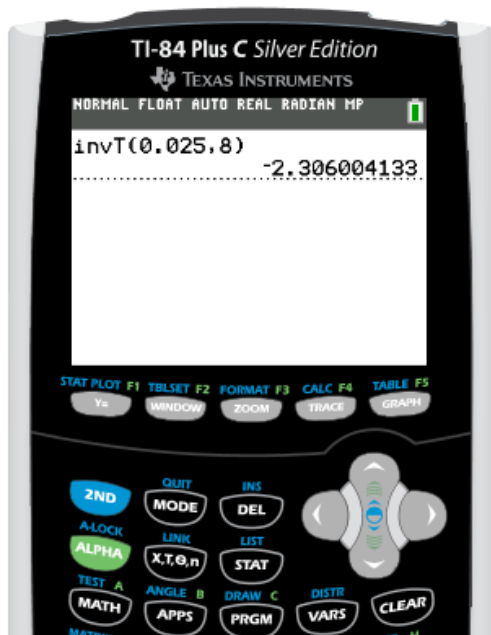 TI-84 Plus C Silver Edition
TEXAS INSTRUMENTS
NORMAL FLOAT AUTO REAL RADIAN MP
invT(0.025,8)
-2.306004133
STAT PLOT F1 TBLSET F2 FORMAT F3 CALC F4 TABLE F5
Y= WINDOW ZOOM TRACE GRAPH
QUIT INS
2ND MODE DEL
A-LOCK LINK LIST
ALPHA X,T,θ,n STAT
TEST A ANGLE B DRAW C DISTR
MATH APPS PRGM VARS CLEAR